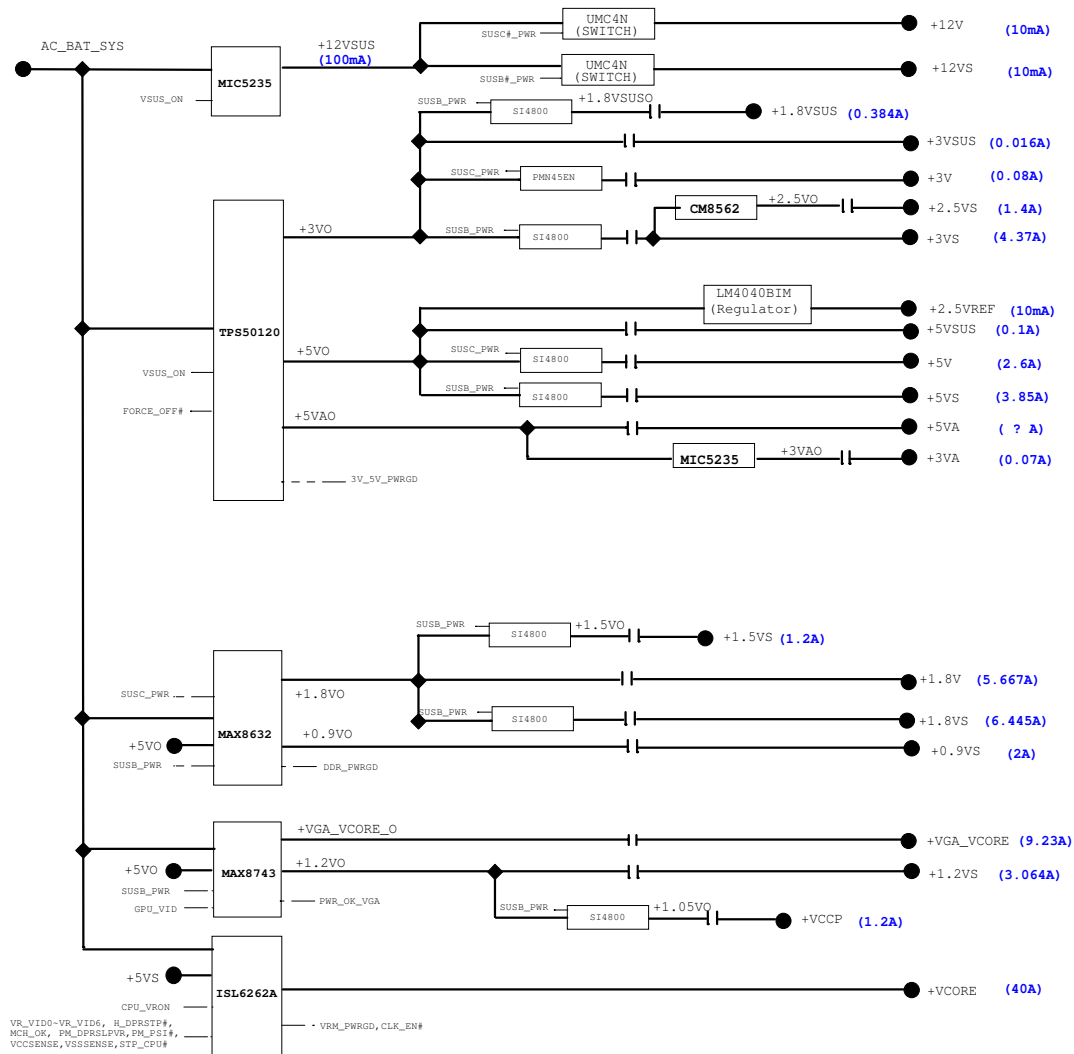 AC_BAT_SYS
MIC5235
VSUS_ON
+12VSUS
(100mA)
SUSC#_PWR
UMC4N
(SWITCH)
+12V
(10mA)
SUSB#_PWR
UMC4N
(SWITCH)
+12VS
(10mA)
SUSB_PWR
SI4800
+1.8VSUSO
+1.8VSUS
(0.384A)
+3VSUS
(0.016A)
SUSC_PWR
PMN45EN
+3V
(0.08A)
CM8562
+2.5VO
+2.5VS
(1.4A)
+3VO
SUSB_PWR
SI4800
+3VS
(4.37A)
TPS50120
LM4040BIM
(Regulator)
+2.5VREF
(10mA)
+5VSUS
(0.1A)
+5VO
SUSC_PWR
SI4800
+5V
(2.6A)
VSUS_ON
SUSB_PWR
SI4800
+5VS
(3.85A)
FORCE_OFF#
+5VAO
+5VA
( ? A)
MIC5235
+3VAO
+3VA
(0.07A)
3V_5V_PWRGD
SUSB_PWR
SI4800
+1.5VO
+1.5VS
(1.2A)
SUSC_PWR
+1.8VO
+1.8V
(5.667A)
MAX8632
SUSB_PWR
SI4800
+1.8VS
(6.445A)
+5VO
+0.9VO
+0.9VS
(2A)
SUSB_PWR
DDR_PWRGD
+VGA_VCORE_O
+VGA_VCORE
(9.23A)
+5VO
MAX8743
+1.2VO
+1.2VS
(3.064A)
SUSB_PWR
GPU_VID
PWR_OK_VGA
SUSB_PWR
SI4800
+1.05VO
+VCCP
(1.2A)
+5VS
ISL6262A
+VCORE
(40A)
CPU_VRON
VR_VID0~VR_VID6, H_DPRSTP#,
MCH_OK, PM_DPRSLPVR,PM_PSI#,
VCCSENSE,VSSSENSE,STP_CPU#
VRM_PWRGD,CLK_EN#